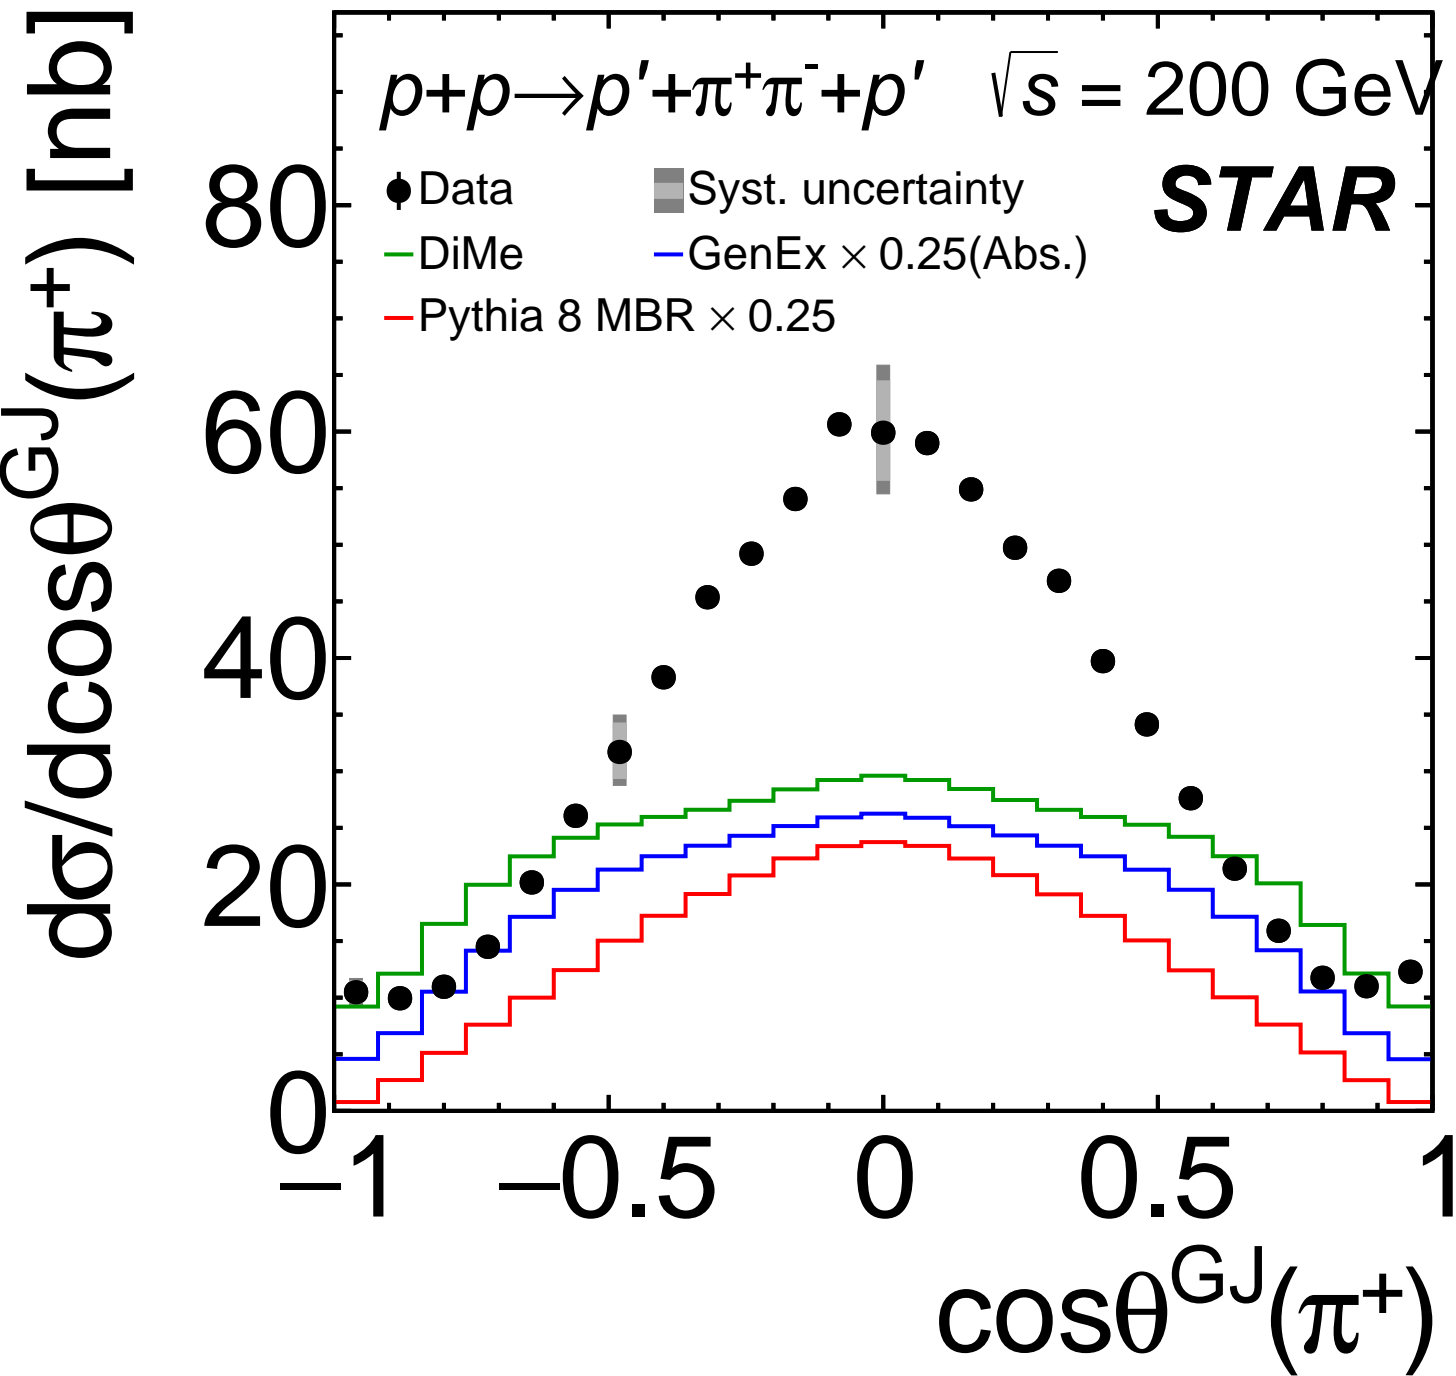 p+p→p′+π⁺π⁻+p′ √s = 200 GeV
Data Syst. uncertainty STAR
DiMe GenEx × 0.25(Abs.)
Pythia 8 MBR × 0.25
dσ/dcosθ^GJ(π⁺) [nb]
80
60
40
20
0
−1 −0.5 0 0.5 1
cosθ^GJ(π⁺)